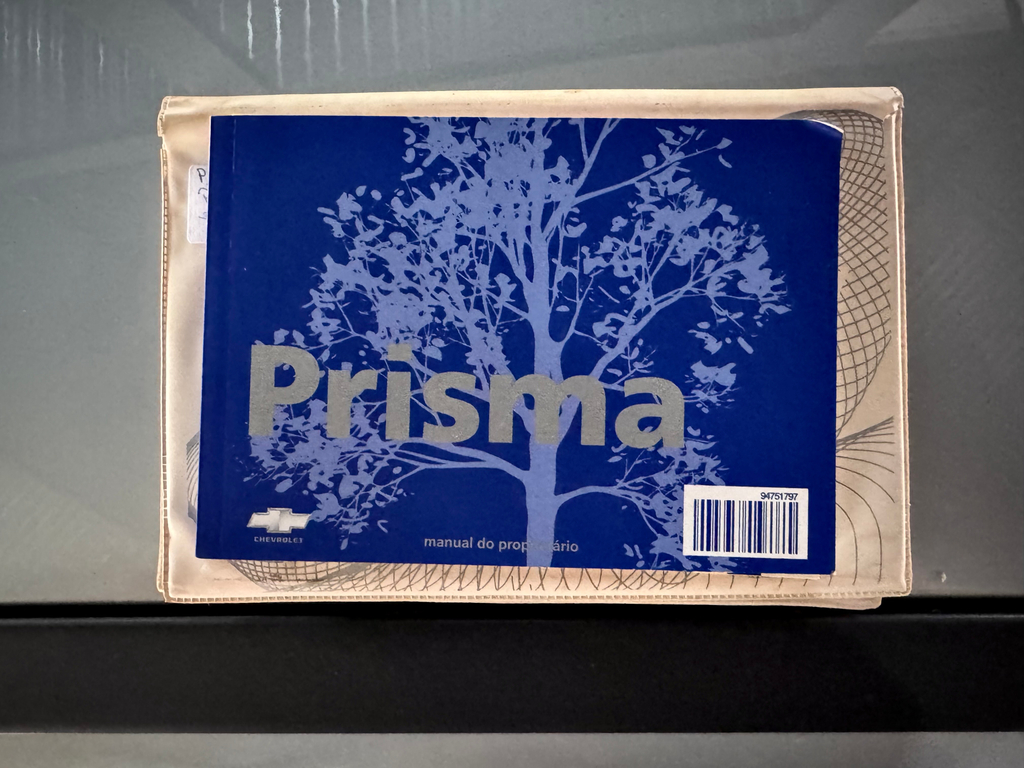 Prisma
CHEVROLET
manual do proprietário
94751797